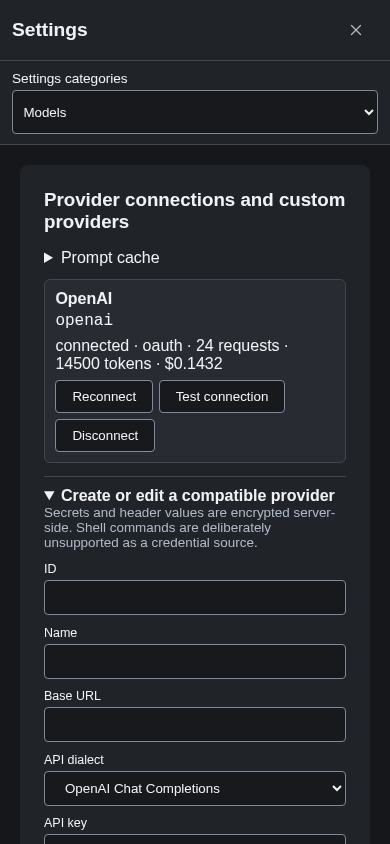 Settings
Settings categories
Models
Provider connections and custom
providers
Prompt cache
OpenAI
openai
connected · oauth · 24 requests ·
14500 tokens · $0.1432
Reconnect
Test connection
Disconnect
Create or edit a compatible provider
Secrets and header values are encrypted server-
side. Shell commands are deliberately
unsupported as a credential source.
ID
Name
Base URL
API dialect
OpenAI Chat Completions
API key